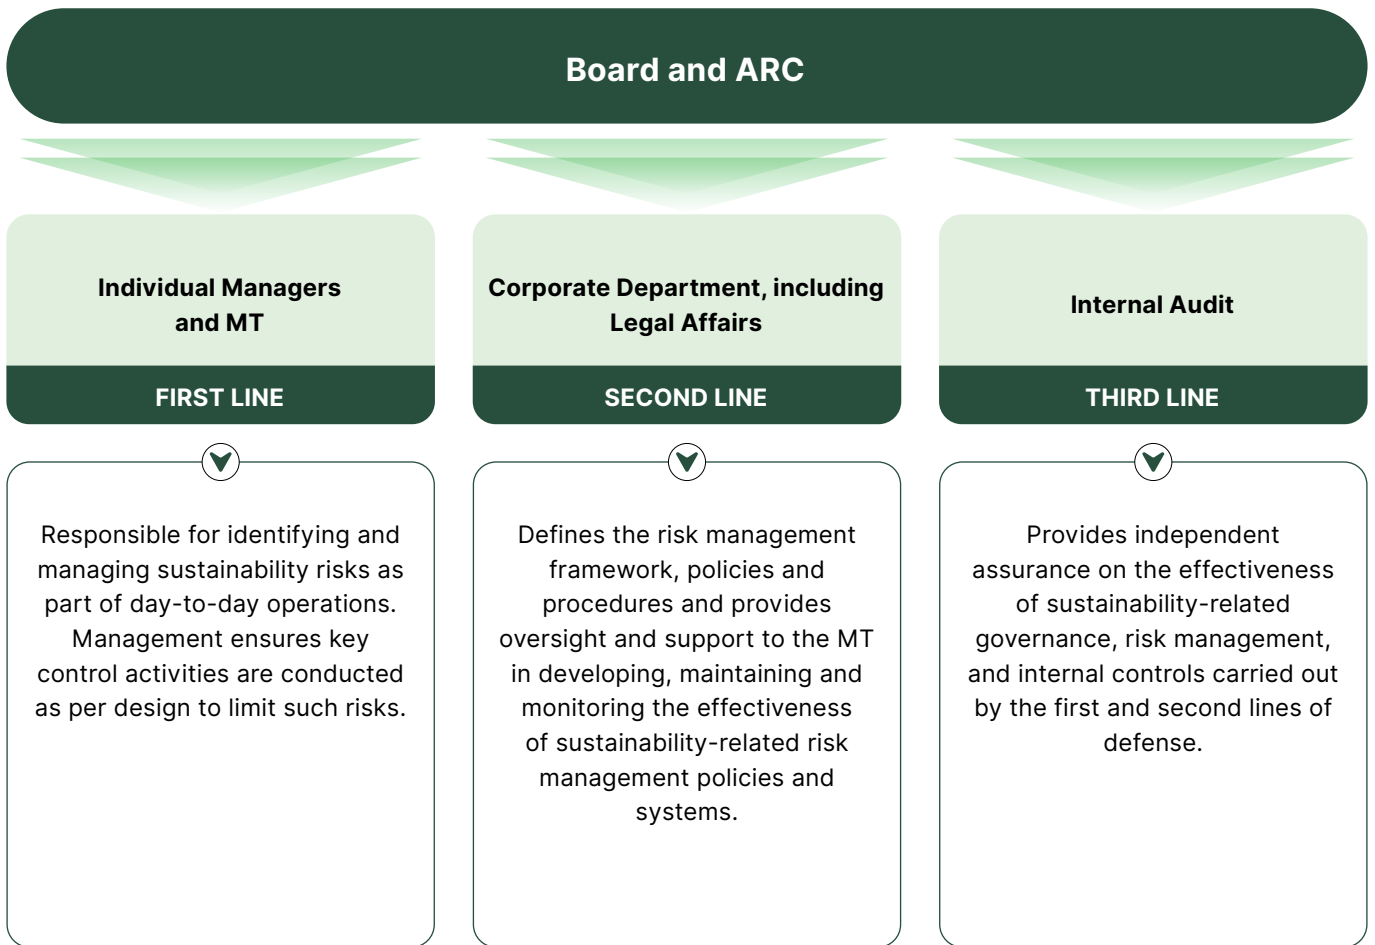 Board and ARC
Individual Managers
and MT
FIRST LINE
Responsible for identifying and
managing sustainability risks as
part of day-to-day operations.
Management ensures key
control activities are conducted
as per design to limit such risks.
Corporate Department, including
Legal Affairs
SECOND LINE
Defines the risk management
framework, policies and
procedures and provides
oversight and support to the MT
in developing, maintaining and
monitoring the effectiveness
of sustainability-related risk
management policies and
systems.
Internal Audit
THIRD LINE
Provides independent
assurance on the effectiveness
of sustainability-related
governance, risk management,
and internal controls carried out
by the first and second lines of
defense.